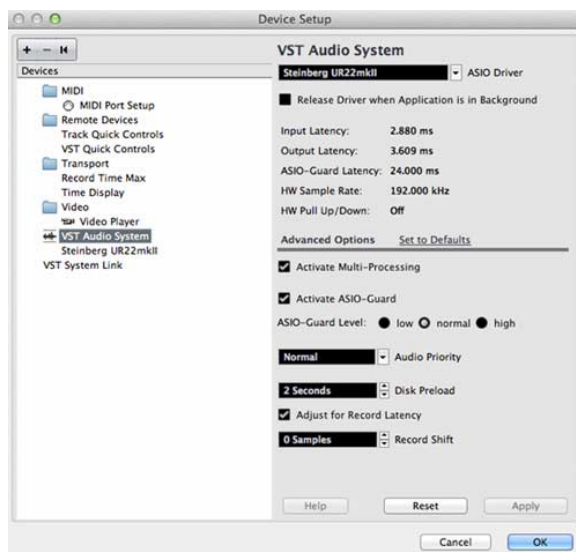 Device Setup
+ − I◀
Devices
MIDI
MIDI Port Setup
Remote Devices
Track Quick Controls
VST Quick Controls
Transport
Record Time Max
Time Display
Video
Video Player
VST Audio System
Steinberg UR22mkII
VST System Link
VST Audio System
Steinberg UR22mkII ASIO Driver
Release Driver when Application is in Background
Input Latency: 2.880 ms
Output Latency: 3.609 ms
ASIO-Guard Latency: 24.000 ms
HW Sample Rate: 192.000 kHz
HW Pull Up/Down: Off
Advanced Options Set to Defaults
Activate Multi-Processing
Activate ASIO-Guard
ASIO-Guard Level: low normal high
Normal Audio Priority
2 Seconds Disk Preload
Adjust for Record Latency
0 Samples Record Shift
Help Reset Apply
Cancel OK